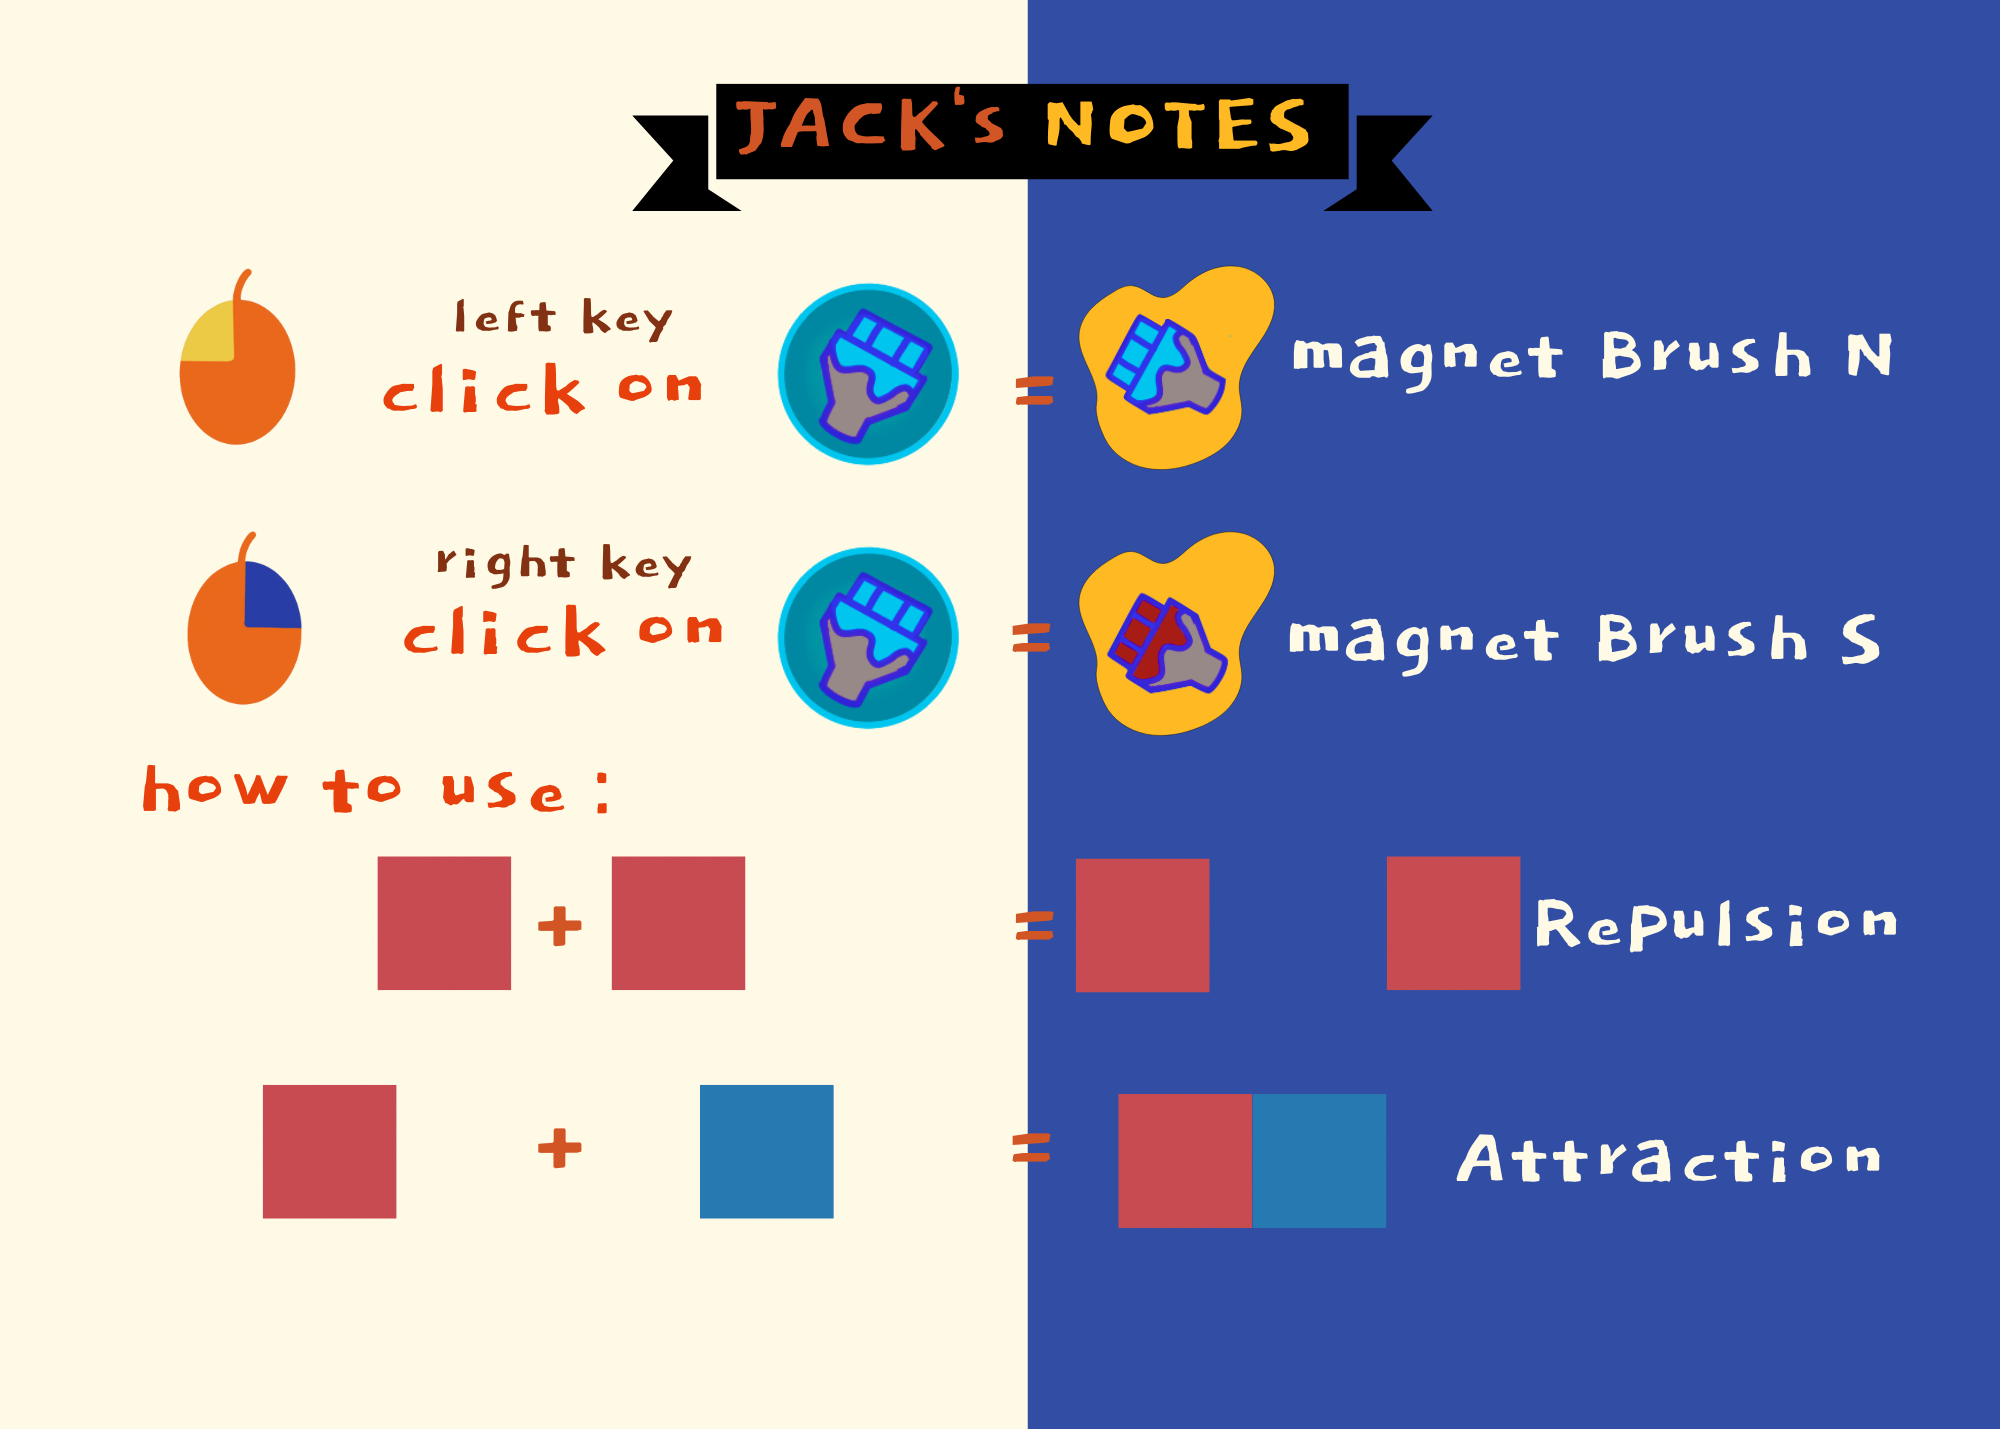 JACK's NOTES
left key
click on
=
magnet Brush N
right key
click on
=
magnet Brush S
how to use :
+
=
Repulsion
+
=
Attraction